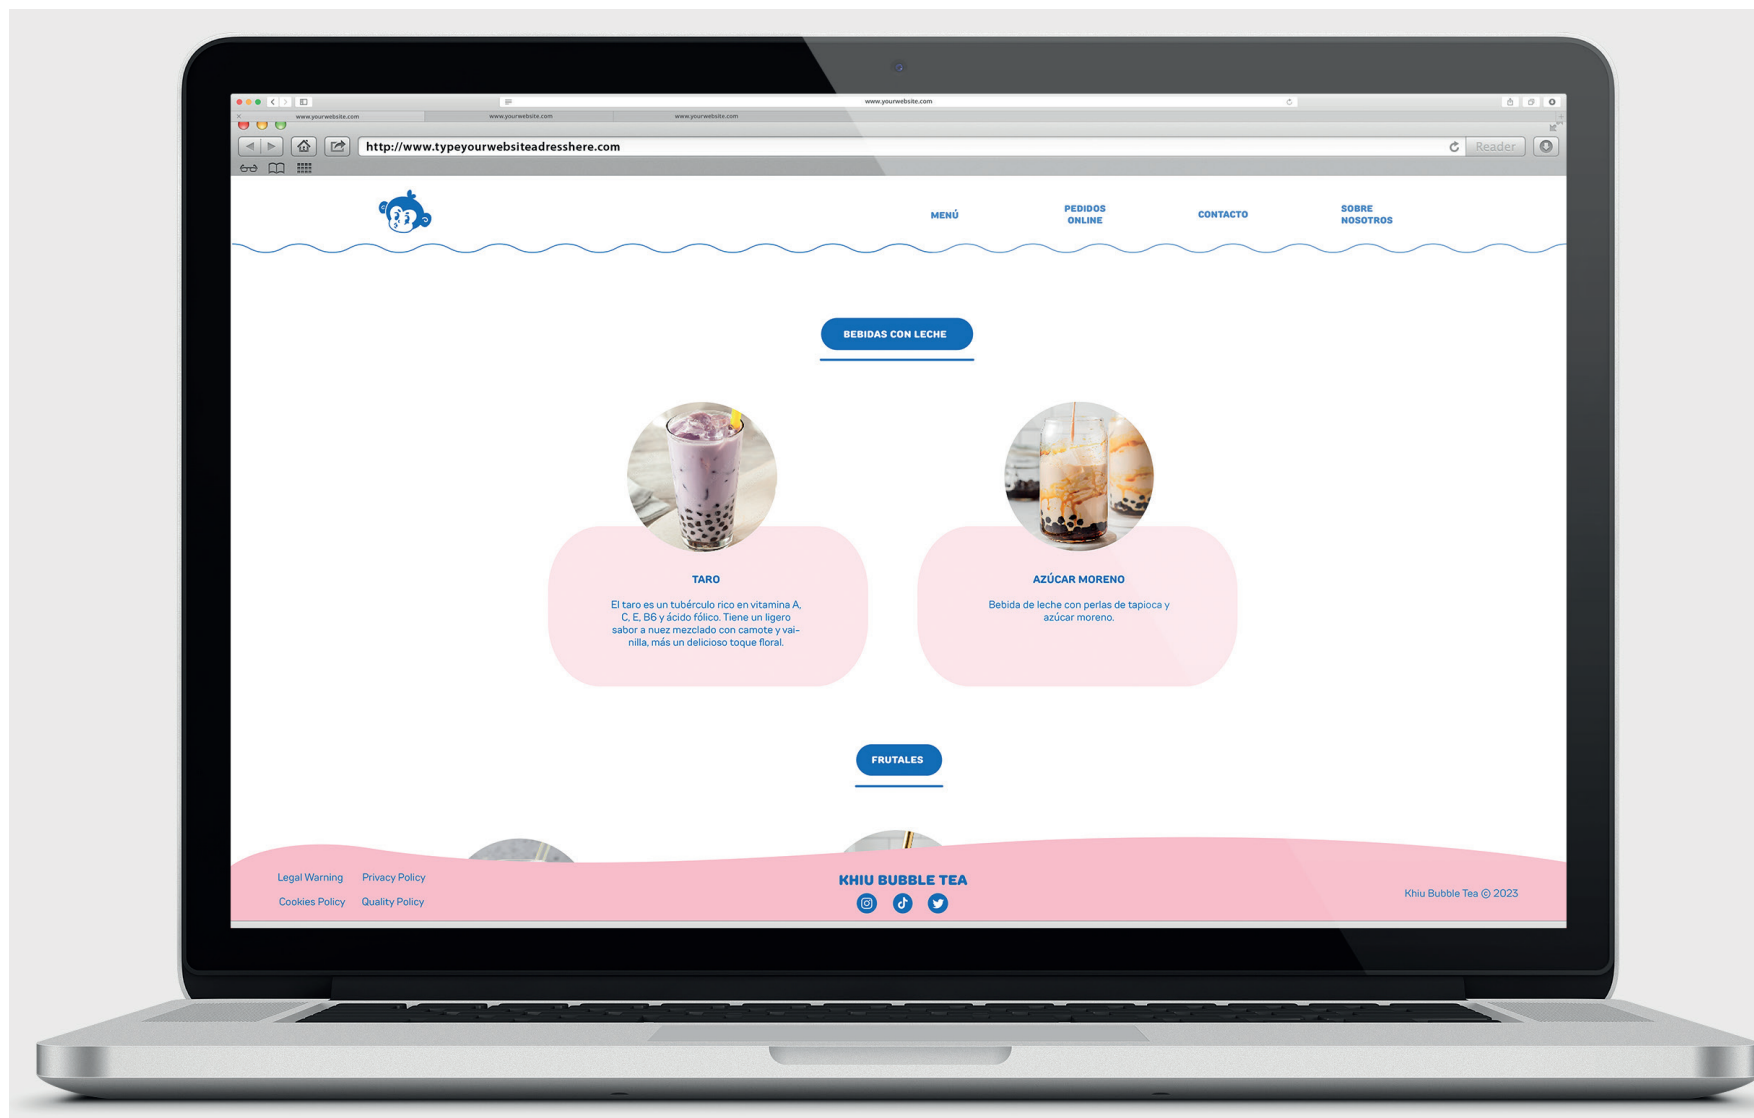 www.yourwebsite.com
www.yourwebsite.com
www.yourwebsite.com
www.yourwebsite.com
http://www.typeyourwebsiteadresshere.com
Reader
MENÚ
PEDIDOS
ONLINE
CONTACTO
SOBRE
NOSOTROS
BEBIDAS CON LECHE
TARO
El taro es un tubérculo rico en vitamina A,
C, E, B6 y ácido fólico. Tiene un ligero
sabor a nuez mezclado con camote y vai-
nilla, más un delicioso toque floral.
AZÚCAR MORENO
Bebida de leche con perlas de tapioca y
azúcar moreno.
FRUTALES
Legal Warning
Privacy Policy
Cookies Policy
Quality Policy
KHIU BUBBLE TEA
Khiu Bubble Tea © 2023